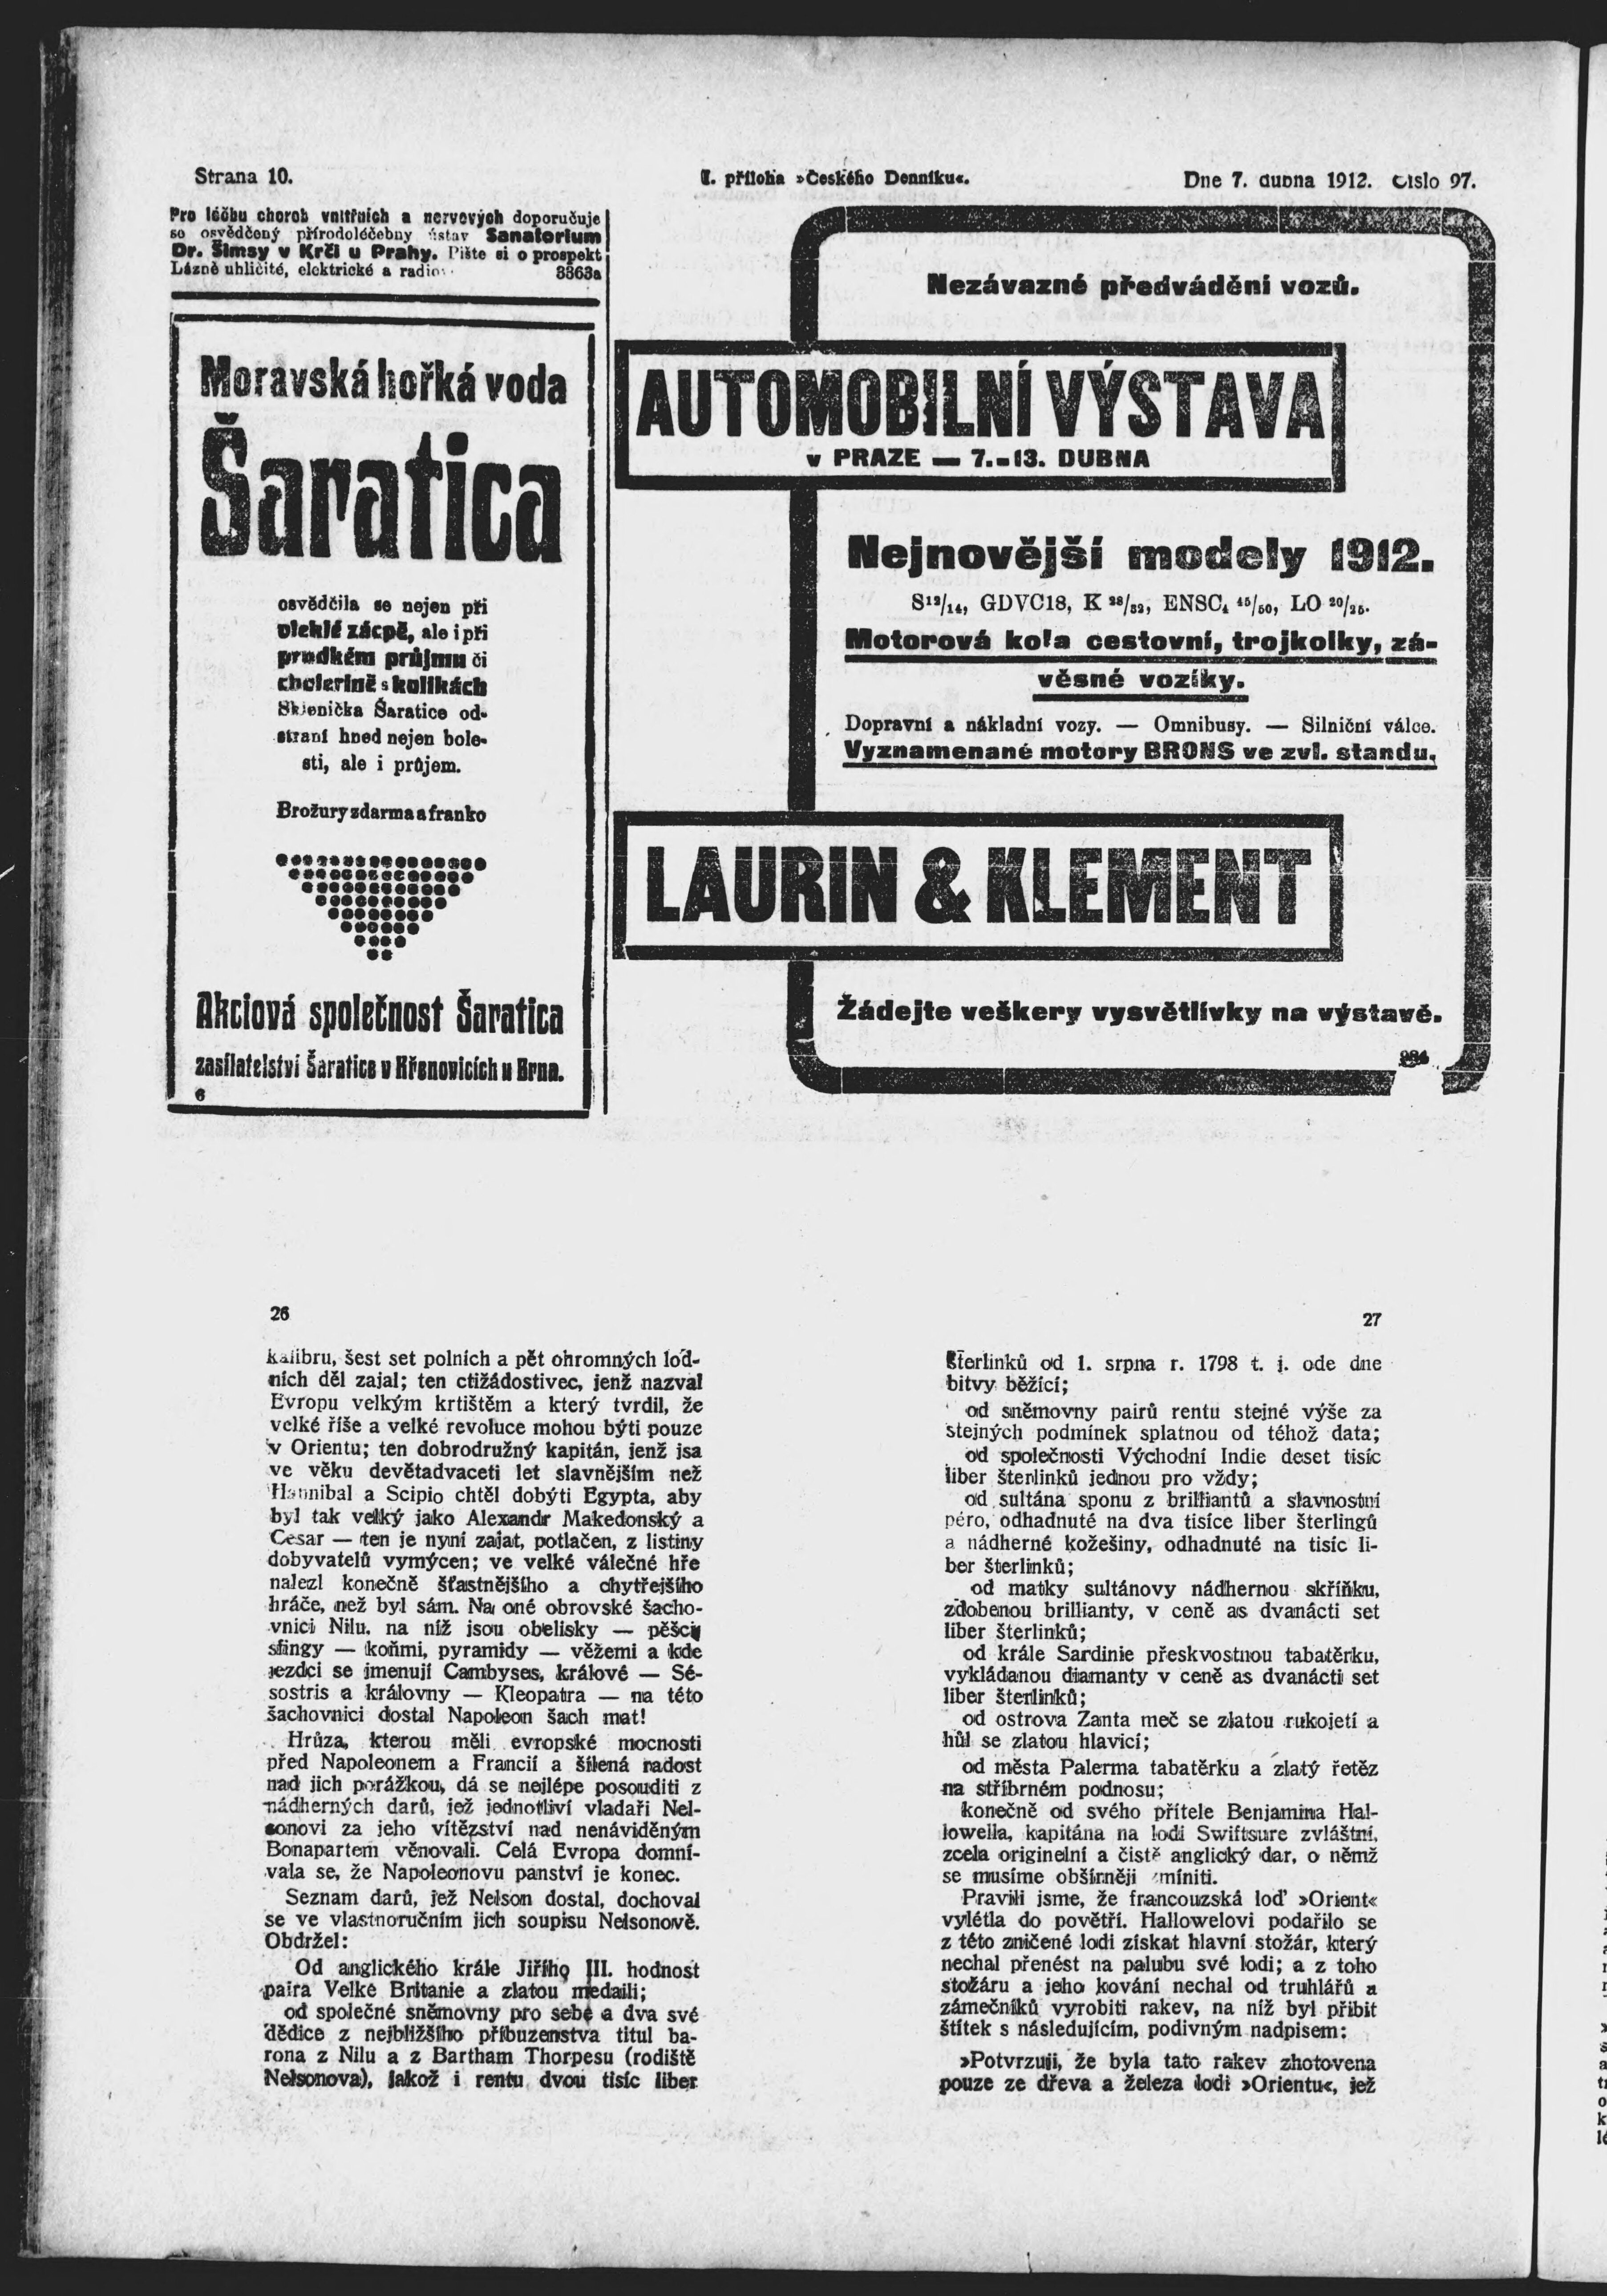 Strana 10.
I. příloha »Českého Denníku«.
Dne 7. dubna 1912. Číslo 97.
Pro léčbu chorob vnitřních a nervových doporučuje
se osvědčený přírodoléčebny ústav Sanatorium
Dr. Šimsy v Krči u Prahy. Pište si o prospekt
Lázně uhličité, elektrické a radio
3363a
Moravská hořká voda
Šaratica
osvědčila se nejen při
vleklé zácpě, ale i při
prudkém průjmu či
cholerině s kolikách
Sklenička Šaratice od-
straní hned nejen bole-
sti, ale i průjem.
Brožury zdarma a franko
Akciová společnost Šaratica
zasílatelství Šaratice v Křenovicích u Brna.
6
Nezávazné předvádění vozů.
AUTOMOBILNÍ VÝSTAVA
v PRAZE — 7.-13. DUBNA
Nejnovější modely 1912.
S12/14, GDVC18, K 28/32, ENSC, 45/50, LO 20/25.
Motorová kola cestovní, trojkolky, zá-
věsné vozíky.
Dopravní a nákladní vozy. — Omnibusy. — Silniční válce.
Vyznamenané motory BRONS ve zvl. standu.
LAURIN & KLEMENT
Žádejte veškery vysvětlívky na výstavě.
26
kalibru, šest set polních a pět ohromných lod-
ních děl zajal; ten ctižádostivec, jenž nazval
Evropu velkým krtištěm a který tvrdil, že
velké říše a velké revoluce mohou býti pouze
v Orientu; ten dobrodružný kapitán, jenž jsa
ve věku devětadvaceti let slavnějším než
Hannibal a Scipio chtěl dobýti Egypta, aby
byl tak velký jako Alexandr Makedonský a
Cesar — ten je nyní zajat, potlačen, z listiny
dobyvatelů vymýcen; ve velké válečné hře
nalezl konečně šťastnějšího a chytřejšího
hráče, než byl sám. Na oné obrovské šacho-
vnici Nilu, na níž jsou obelisky — pěšci,
sfingy — koňmi, pyramidy — věžemi a kde
jezdci se jmenují Cambyses, králové — Sé-
sostris a královny — Kleopatra — na této
šachovnici dostal Napoleon šach mat!
Hrůza, kterou měli evropské mocnosti
před Napoleonem a Francií a šílená radost
nad jich porážkou, dá se nejlépe posouditi z
nádherných darů, jež jednotliví vladaři Nel-
sonovi za jeho vítězství nad nenáviděným
Bonapartem věnovali. Celá Evropa domní-
vala se, že Napoleonovu panství je konec.
Seznam darů, jež Nelson dostal, dochoval
se ve vlastnoručním jich soupisu Nelsonově.
Obdržel:
Od anglického krále Jiřího III. hodnost
paira Velké Britanie a zlatou medaili;
od společné sněmovny pro sebe a dva své
dědice z nejbližšího příbuzenstva titul ba-
rona z Nilu a z Bartham Thorpesu (rodiště
Nelsonova), jakož i rentu dvou tisíc liber
27
šterlinků od 1. srpna r. 1798 t. j. ode dne
bitvy běžící;
od sněmovny pairů rentu stejné výše za
stejných podmínek splatnou od téhož data;
od společnosti Východní Indie deset tisíc
liber šterlinků jednou pro vždy;
od sultána sponu z brilliantů a slavnostní
péro, odhadnuté na dva tisíce liber šterlingů
a nádherné kožešiny, odhadnuté na tisíc li-
ber šterlinků;
od matky sultánovy nádhernou skříňku,
zdobenou brillianty, v ceně as dvanácti set
liber šterlinků;
od krále Sardinie přeskvostnou tabatěrku,
vykládanou diamanty v ceně as dvanácti set
liber šterlinků;
od ostrova Zanta meč se zlatou rukojetí a
hůl se zlatou hlavicí;
od města Palerma tabatěrku a zlatý řetěz
na stříbrném podnosu;
konečně od svého přítele Benjamina Hal-
lowella, kapitána na lodi Swiftsure zvláštní,
zcela originelní a čistě anglický dar, o němž
se musíme obšírněji zmíniti.
Pravili jsme, že francouzská loď »Orient«
vylétla do povětří. Hallowelovi podařilo se
z této zničené lodi získat hlavní stožár, který
nechal přenést na palubu své lodi; a z toho
stožáru a jeho kování nechal od truhlářů a
zámečníků vyrobiti rakev, na níž byl přibit
štítek s následujícím, podivným nadpisem:
»Potvrzuji, že byla tato rakev zhotovena
pouze ze dřeva a železa lodi »Orientu«, jež